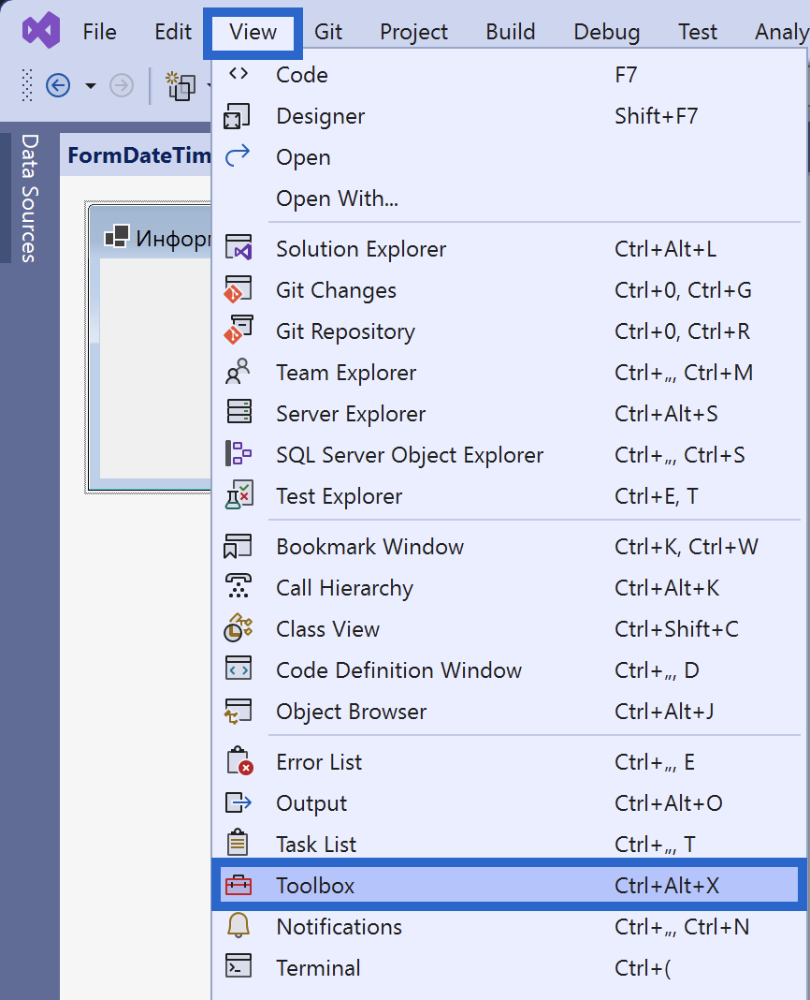 File Edit View Git Project Build Debug Test Analy
Data Sources
FormDateTim
Информ
Code F7
Designer Shift+F7
Open
Open With...
Solution Explorer Ctrl+Alt+L
Git Changes Ctrl+0, Ctrl+G
Git Repository Ctrl+0, Ctrl+R
Team Explorer Ctrl+„, Ctrl+M
Server Explorer Ctrl+Alt+S
SQL Server Object Explorer Ctrl+„, Ctrl+S
Test Explorer Ctrl+E, T
Bookmark Window Ctrl+K, Ctrl+W
Call Hierarchy Ctrl+Alt+K
Class View Ctrl+Shift+C
Code Definition Window Ctrl+„, D
Object Browser Ctrl+Alt+J
Error List Ctrl+„, E
Output Ctrl+Alt+O
Task List Ctrl+„, T
Toolbox Ctrl+Alt+X
Notifications Ctrl+„, Ctrl+N
Terminal Ctrl+(